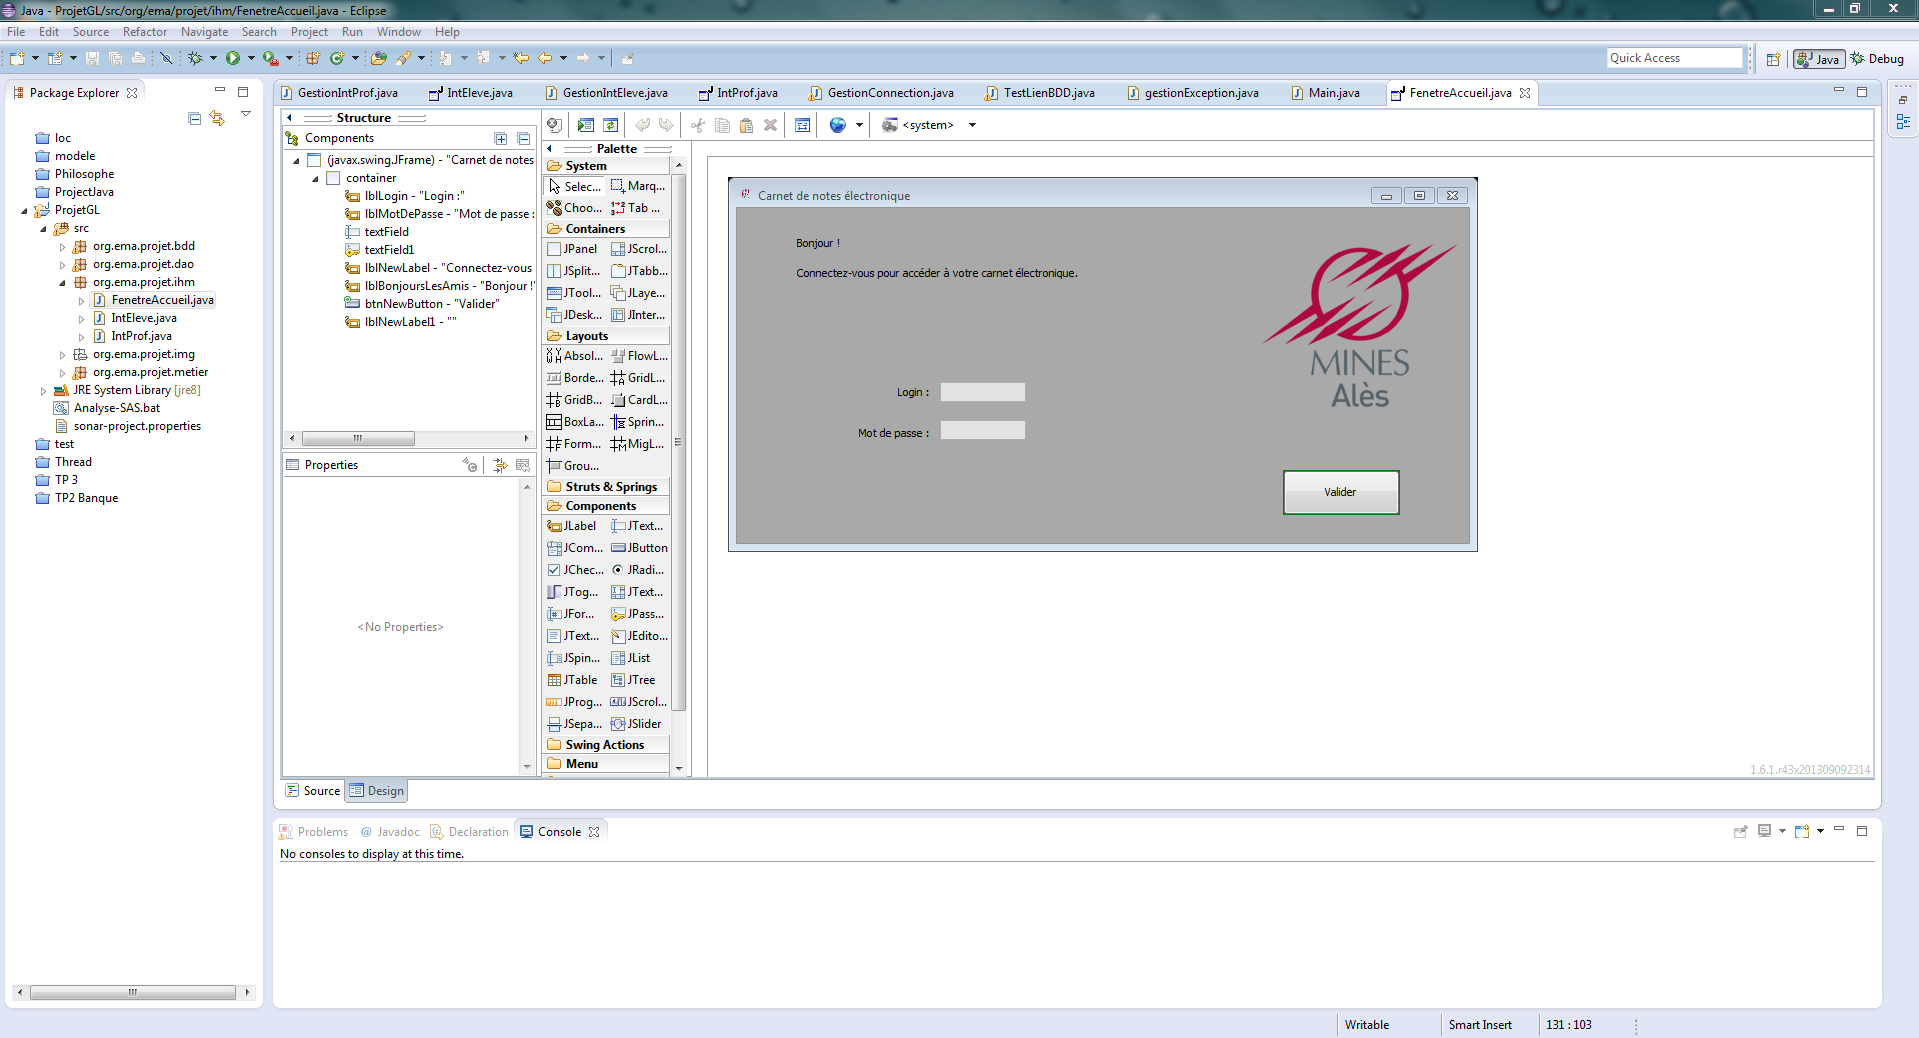 Java - ProjetGL/src/org/ema/projet/ihm/FenetreAccueil.java - Eclipse
File Edit Source Refactor Navigate Search Project Run Window Help
Quick Access
Java
Debug
Package Explorer
loc
modele
Philosophe
ProjectJava
ProjetGL
src
org.ema.projet.bdd
org.ema.projet.dao
org.ema.projet.ihm
FenetreAccueil.java
IntEleve.java
IntProf.java
org.ema.projet.img
org.ema.projet.metier
JRE System Library [jre8]
Analyse-SAS.bat
sonar-project.properties
test
Thread
TP 3
TP2 Banque
GestionIntProf.java IntEleve.java GestionIntEleve.java IntProf.java GestionConnection.java TestLienBDD.java gestionException.java Main.java FenetreAccueil.java
Structure
Components
(javax.swing.JFrame) - "Carnet de notes
container
lblLogin - "Login :"
lblMotDePasse - "Mot de passe :
textField
textField1
lblNewLabel - "Connectez-vous
lblBonjoursLesAmis - "Bonjour !"
btnNewButton - "Valider"
lblNewLabel1 - ""
Properties
<No Properties>
<system>
Palette
System
Selec... Marq...
Choo... Tab ...
Containers
JPanel JScrol...
JSplit... JTabb...
JTool... JLaye...
JDesk... JInter...
Layouts
Absol... FlowL...
Borde... GridL...
GridB... CardL...
BoxLa... Sprin...
Form... MigL...
Grou...
Struts & Springs
Components
JLabel JText...
JCom... JButton
JChec... JRadi...
JTog... JText...
JFor... JPass...
JText... JEdito...
JSpin... JList
JTable JTree
JProg... JScrol...
JSepa... JSlider
Swing Actions
Menu
Carnet de notes électronique
Bonjour !
Connectez-vous pour accéder à votre carnet électronique.
MINES
Alès
Login :
Mot de passe :
Valider
1.6.1.r43x201309092314
Source Design
Problems @ Javadoc Declaration Console
No consoles to display at this time.
Writable Smart Insert 131 : 103